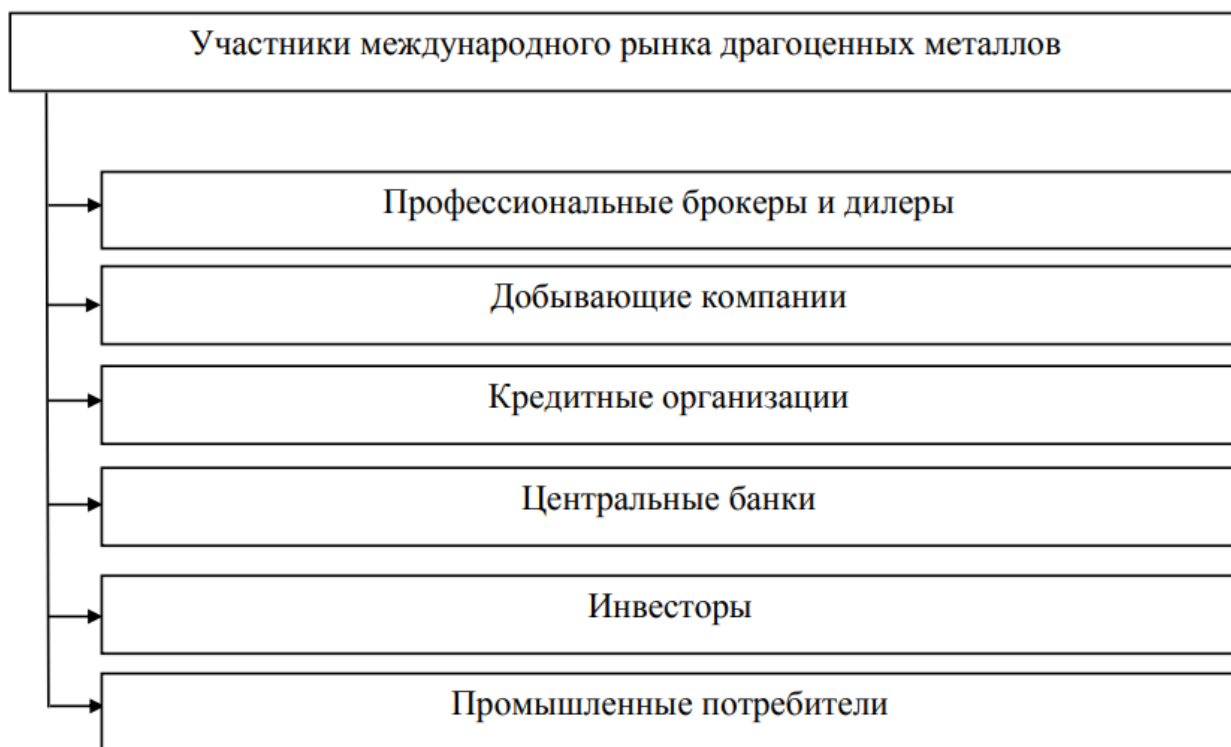 Участники международного рынка драгоценных металлов
Профессиональные брокеры и дилеры
Добывающие компании
Кредитные организации
Центральные банки
Инвесторы
Промышленные потребители